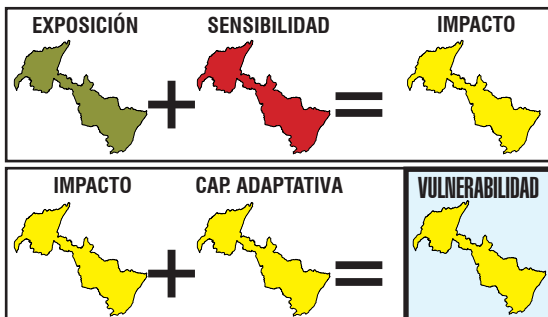 EXPOSICIÓN SENSIBILIDAD IMPACTO
+ =
IMPACTO CAP. ADAPTATIVA VULNERABILIDAD
+ =